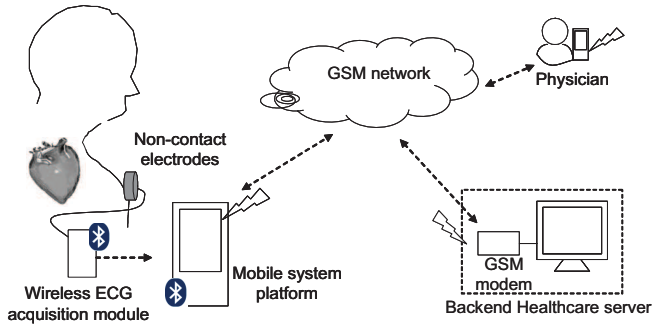 GSM network
Physician
Non-contact
electrodes
Wireless ECG
acquisition module
Mobile system
platform
GSM
modem
Backend Healthcare server